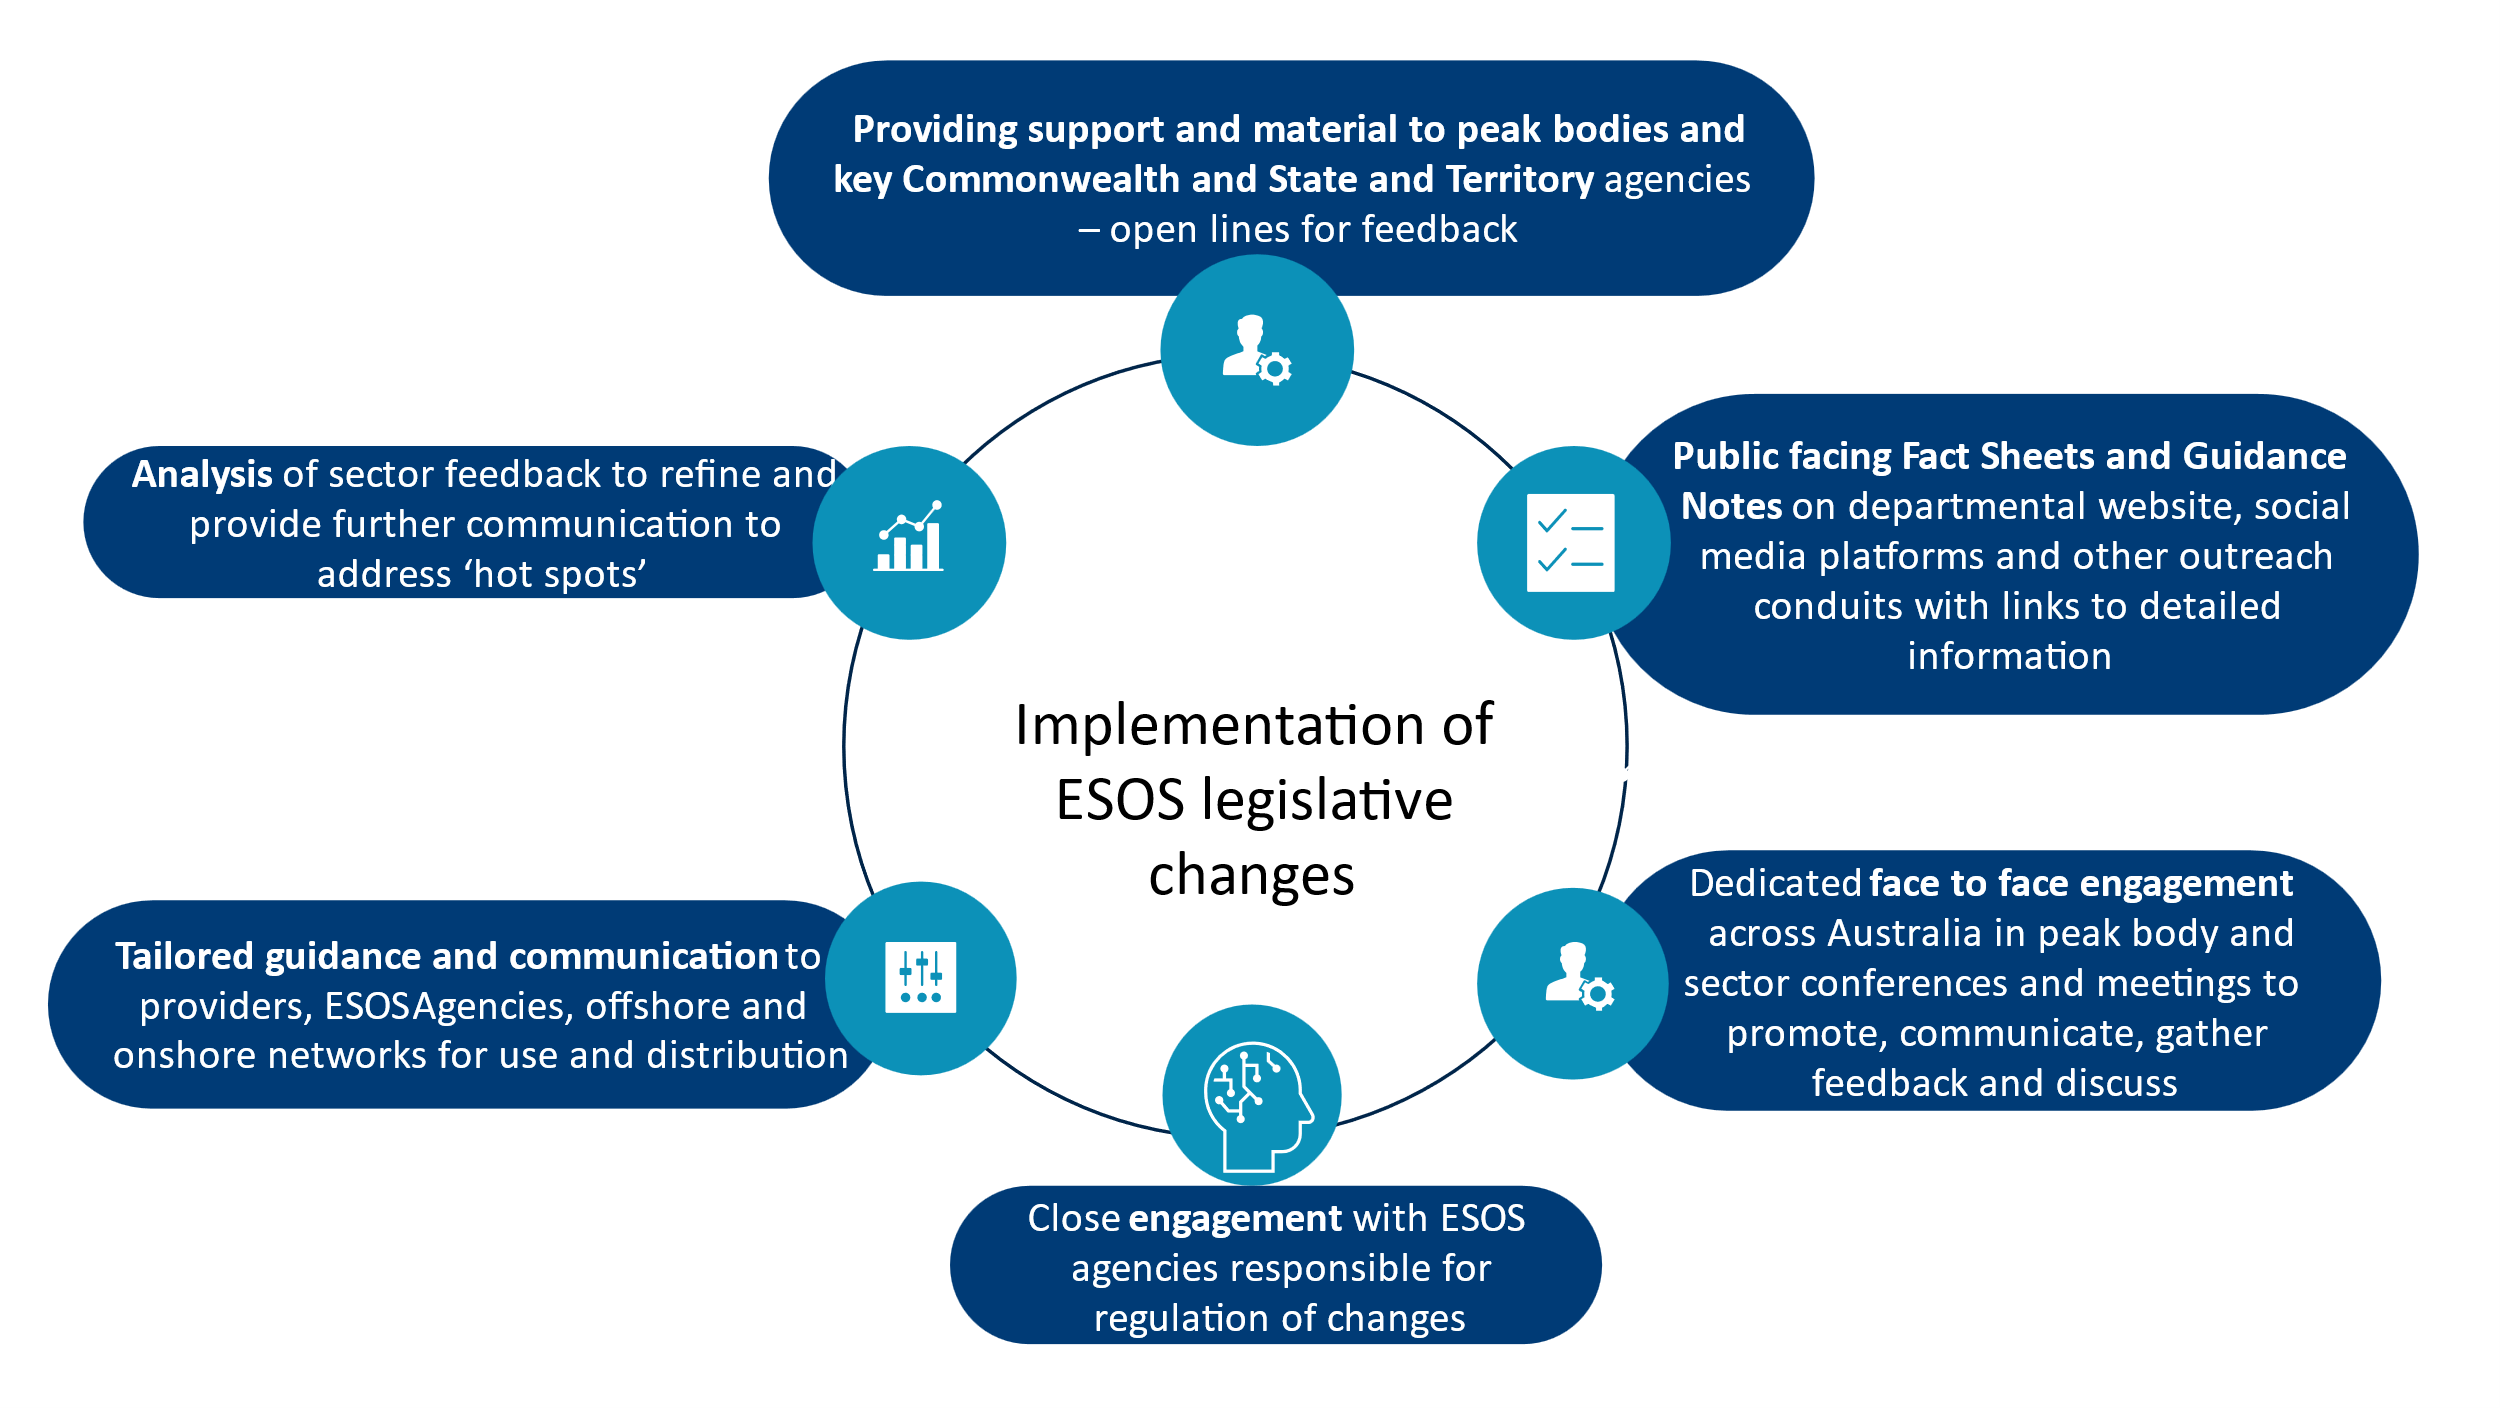 Providing support and material to peak bodies and
key Commonwealth and State and Territory agencies
– open lines for feedback
Public facing Fact Sheets and Guidance
Notes on departmental website, social
media platforms and other outreach
conduits with links to detailed
information
Dedicated face to face engagement
across Australia in peak body and
sector conferences and meetings to
promote, communicate, gather
feedback and discuss
Close engagement with ESOS
agencies responsible for
regulation of changes
Tailored guidance and communication to
providers, ESOS Agencies, offshore and
onshore networks for use and distribution
Analysis of sector feedback to refine and
provide further communication to
address ‘hot spots’
Implementation of
ESOS legislative
changes